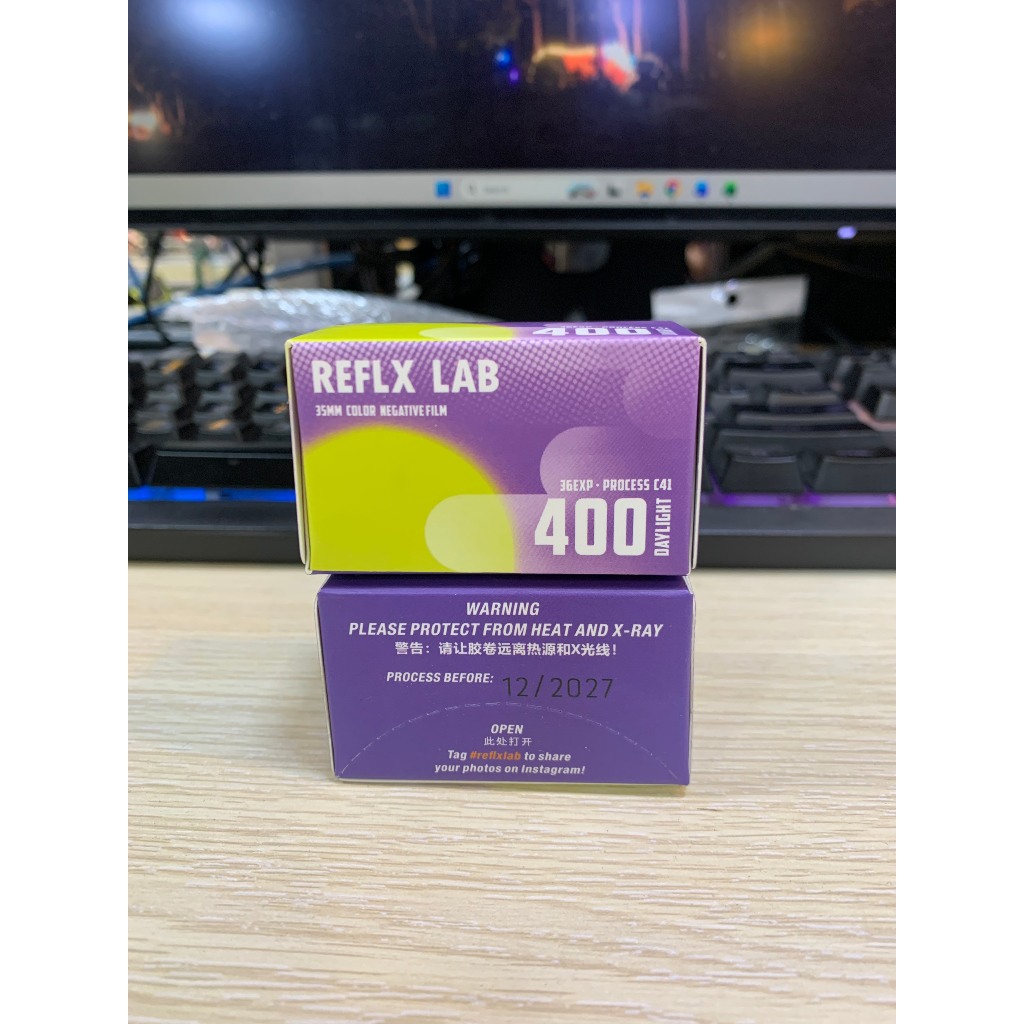 400
REFLX LAB
35MM COLOR NEGATIVE FILM
36EXP · PROCESS C41
400
DAYLIGHT
WARNING
PLEASE PROTECT FROM HEAT AND X-RAY
警告：请让胶卷远离热源和X光线！
PROCESS BEFORE: 12/2027
OPEN
此处打开
Tag #reflxlab to share
your photos on Instagram!